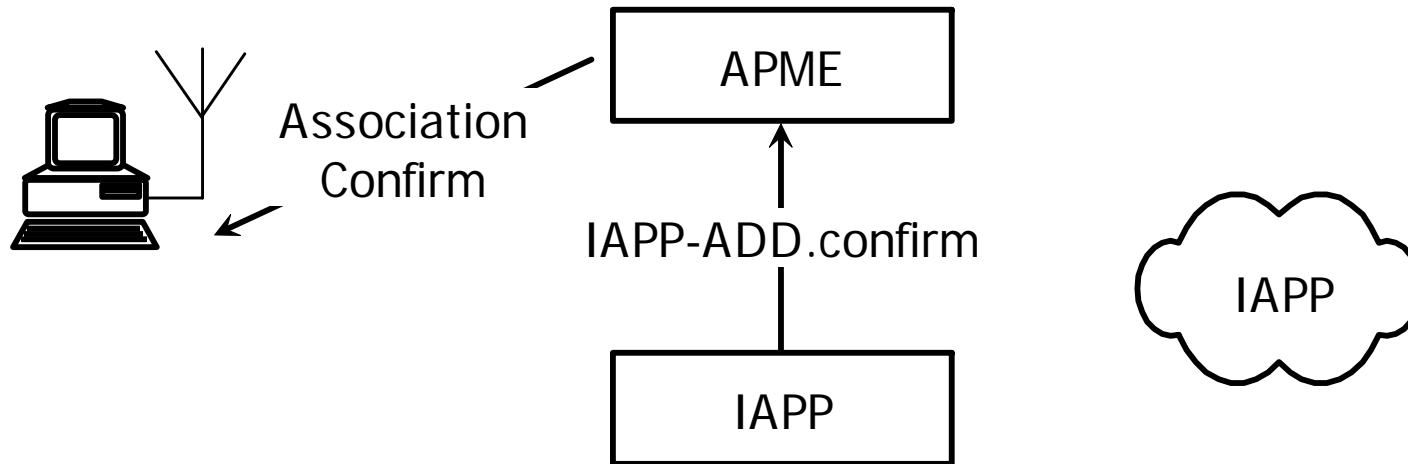 APME
Association
Confirm
IAPP-ADD.confirm
IAPP
IAPP